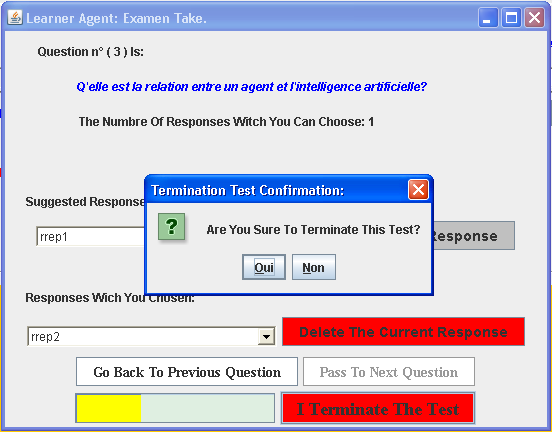 Learner Agent: Examen Take.
Question n° ( 3 ) Is:
Q'elle est la relation entre un agent et l'intelligence artificielle?
The Numbre Of Responses Witch You Can Choose: 1
Termination Test Confirmation:
Suggested Response
? Are You Sure To Terminate This Test?
rrep1
Response
Oui Non
Responses Wich You Chosen:
rrep2
Delete The Current Response
Go Back To Previous Question
Pass To Next Question
I Terminate The Test